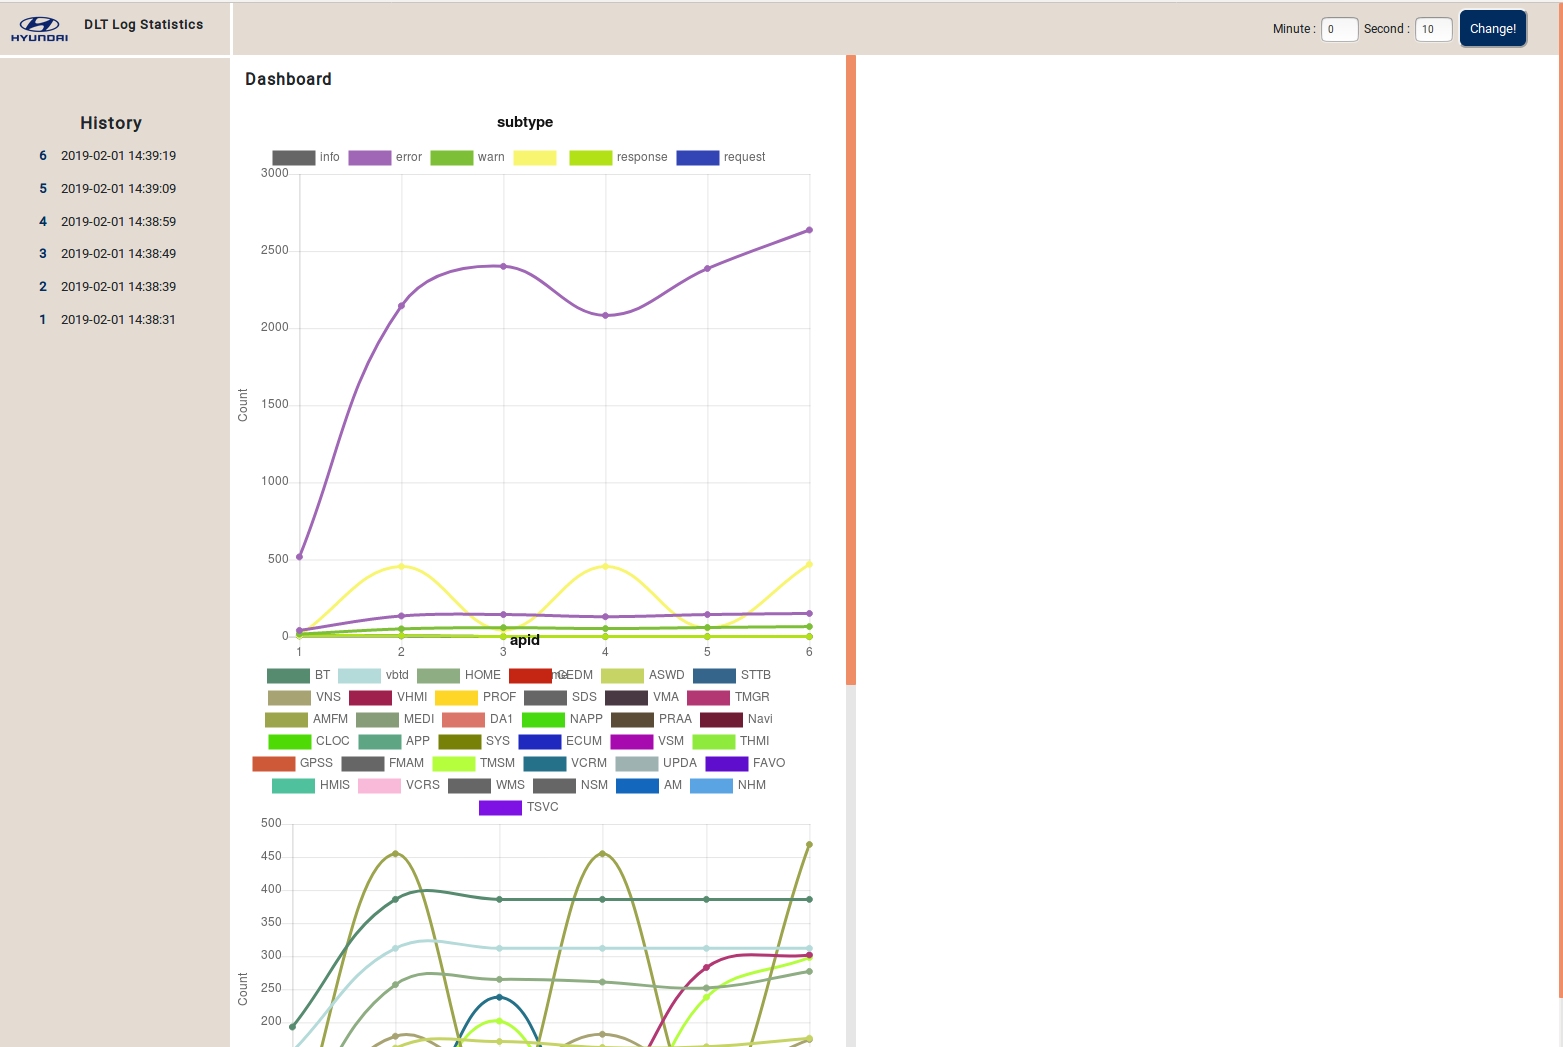 HYUNDAI
DLT Log Statistics
Minute : 0 Second : 10 Change!
History
6 2019-02-01 14:39:19
5 2019-02-01 14:39:09
4 2019-02-01 14:38:59
3 2019-02-01 14:38:49
2 2019-02-01 14:38:39
1 2019-02-01 14:38:31
Dashboard
subtype
info error warn response request
3000
2500
2000
1500
1000
500
0
Count
1 2 3 4 5 6
apid
BT vbtd HOME CEDM ASWD STTB
VNS VHMI PROF SDS VMA TMGR
AMFM MEDI DA1 NAPP PRAA Navi
CLOC APP SYS ECUM VSM THMI
GPSS FMAM TMSM VCRM UPDA FAVO
HMIS VCRS WMS NSM AM NHM
TSVC
500
450
400
350
300
250
200
Count